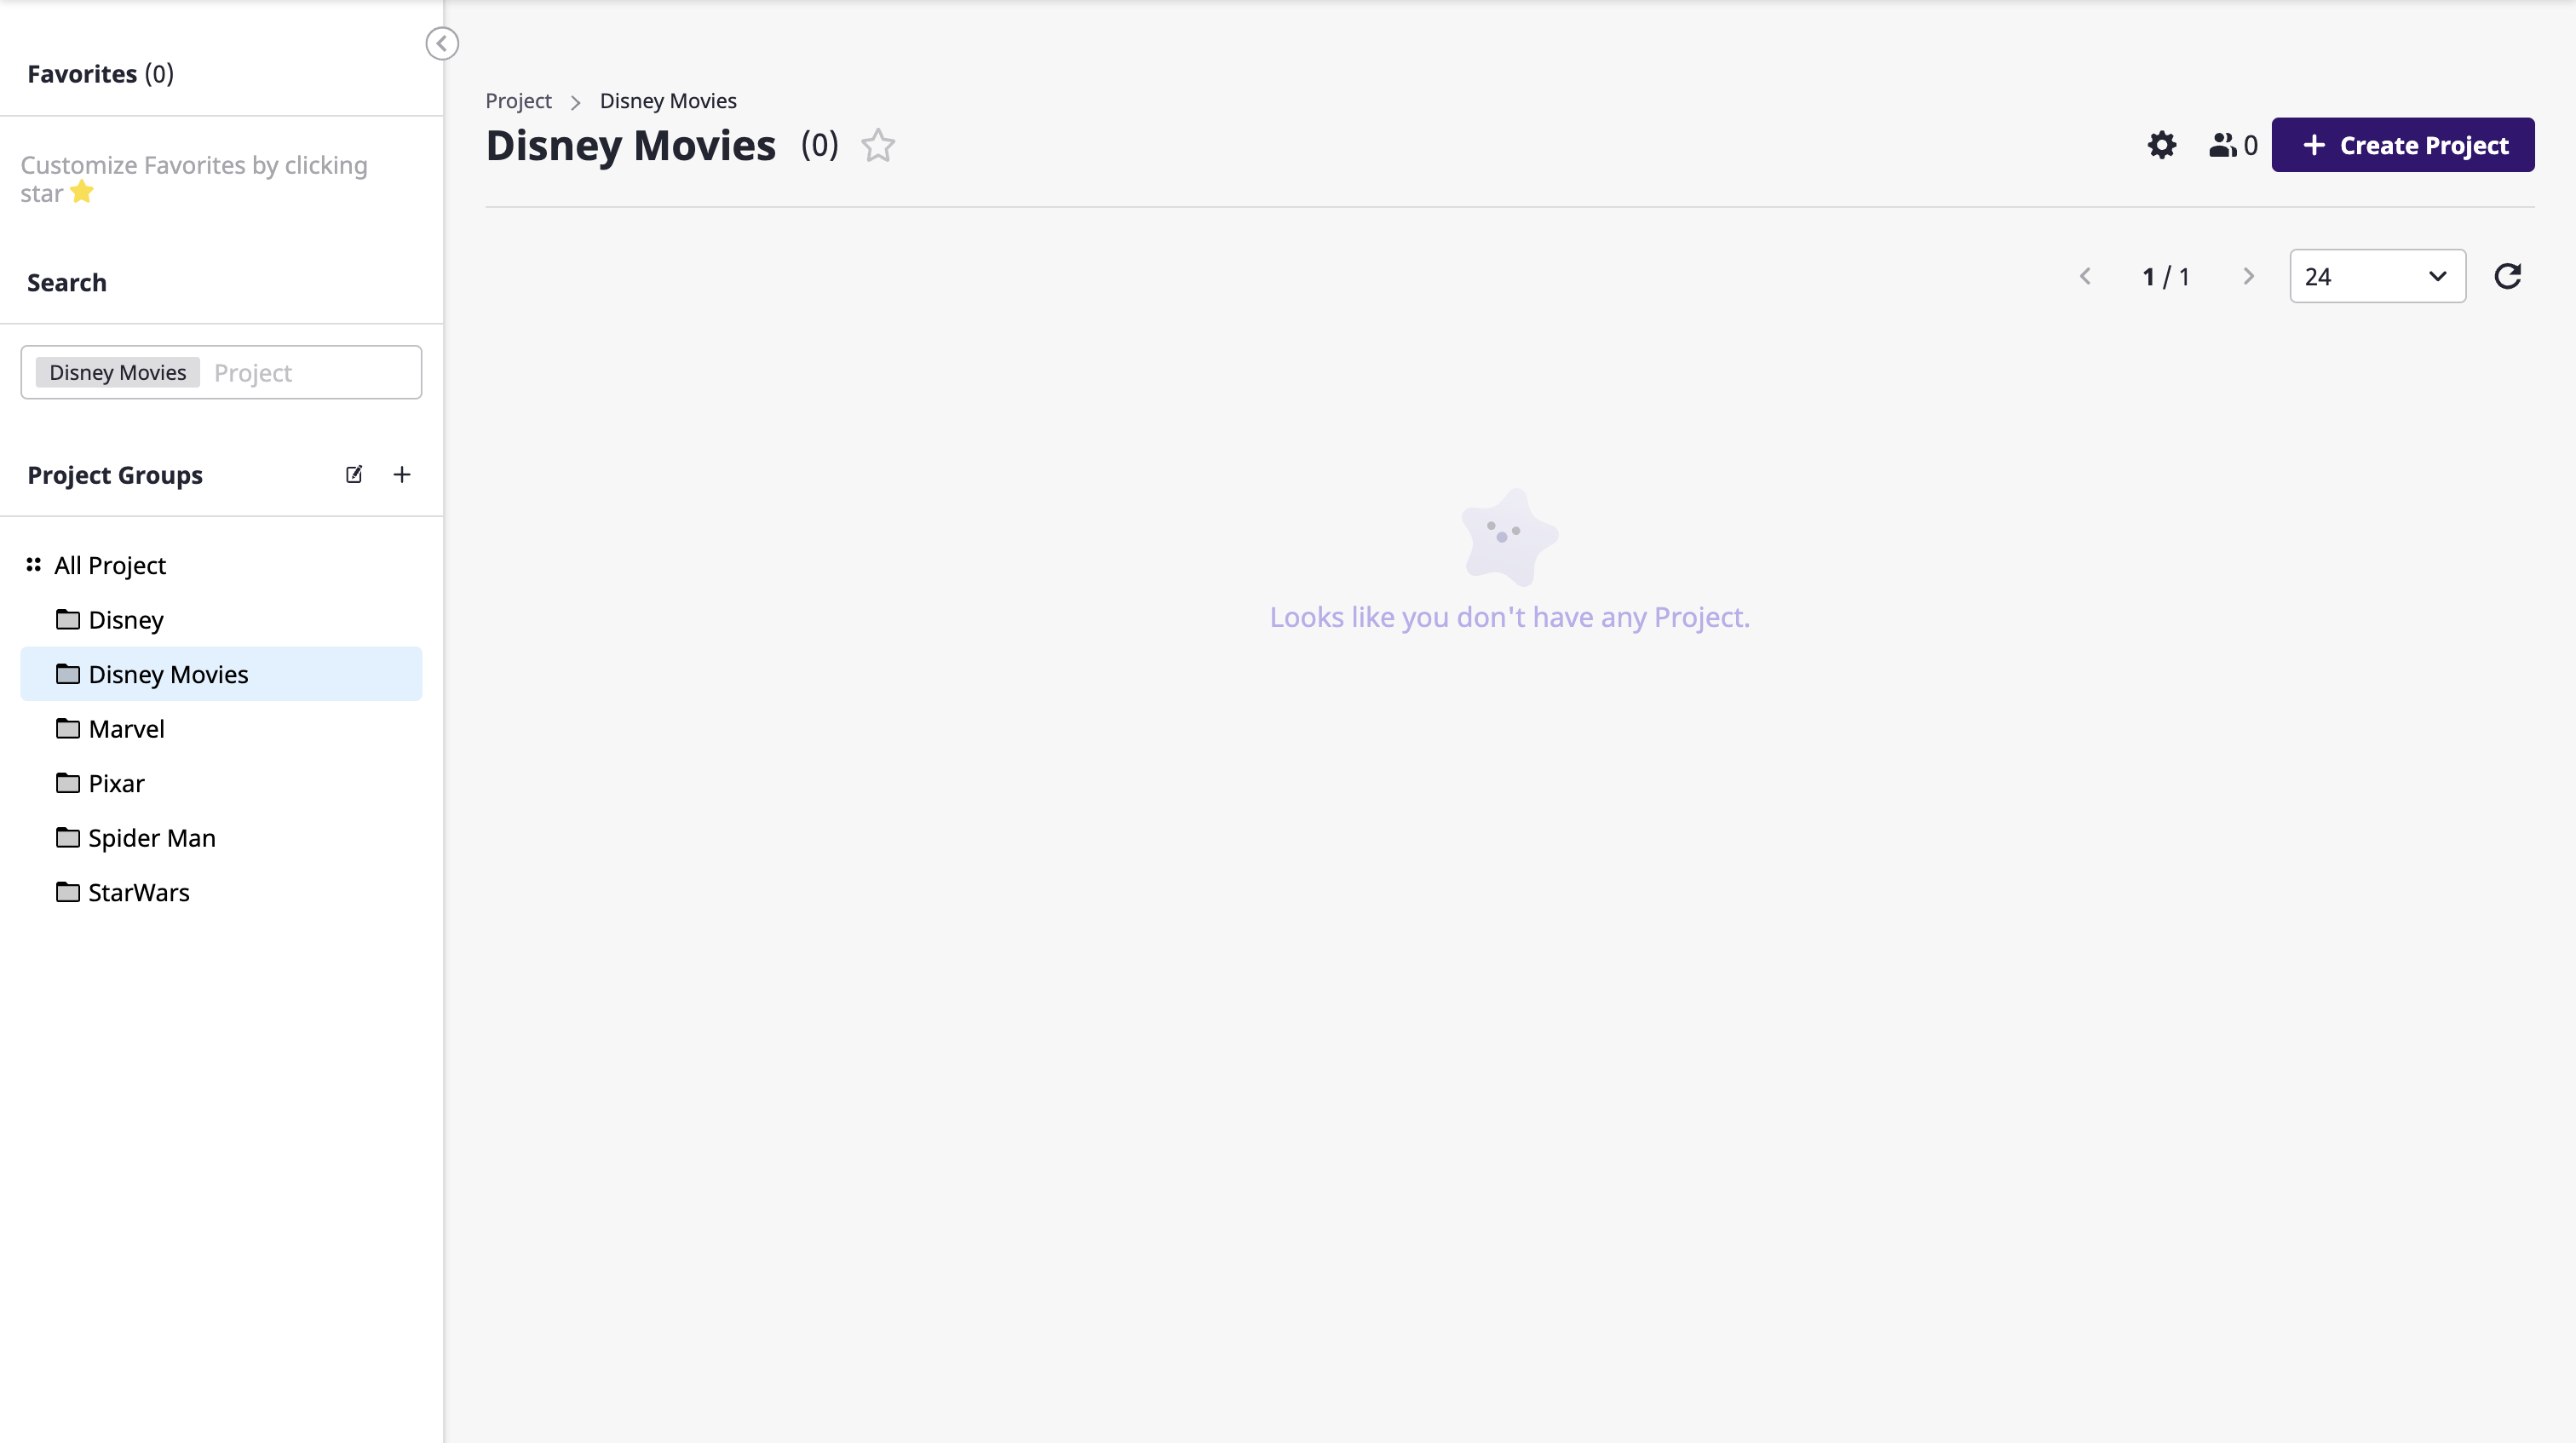 Favorites (0)
Customize Favorites by clicking
star
Search
Disney Movies Project
Project Groups
All Project
Disney
Disney Movies
Marvel
Pixar
Spider Man
StarWars
Project > Disney Movies
Disney Movies (0)
0
+ Create Project
1 / 1
24
Looks like you don't have any Project.